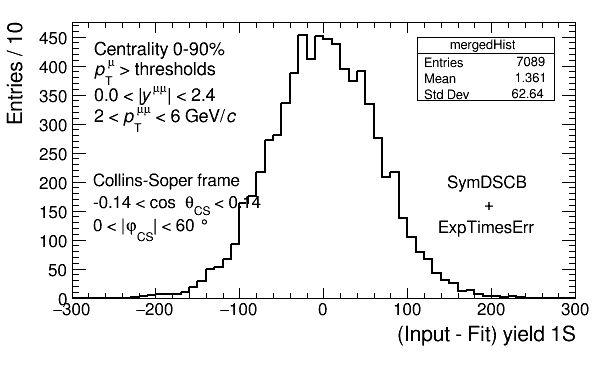 Entries / 10
450
400
350
300
250
200
150
100
50
0
Centrality 0-90%
p_T^μ > thresholds
0.0 < |y^μμ| < 2.4
2 < p_T^μμ < 6 GeV/c
Collins-Soper frame
-0.14 < cos θ_CS < 0.14
0 < |φ_CS| < 60 °
mergedHist
Entries 7089
Mean 1.361
Std Dev 62.64
SymDSCB
+
ExpTimesErr
−300 −200 −100 0 100 200 300
(Input - Fit) yield 1S